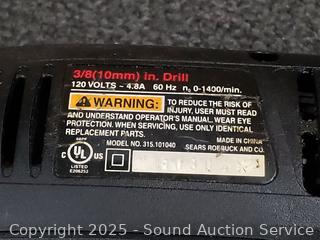 3/8(10mm) in. Drill
120 VOLTS ~ 4.8A 60 Hz n₀ 0-1400/min.
WARNING: TO REDUCE THE RISK OF
INJURY, USER MUST READ
AND UNDERSTAND OPERATOR'S MANUAL. WEAR EYE
PROTECTION. WHEN SERVICING, USE ONLY IDENTICAL
REPLACEMENT PARTS.
MADE IN CHINA
MODEL NO. 315.101040 SEARS ROEBUCK AND CO.
C UL US
LISTED
Copyright 2025 - Sound Auction Service